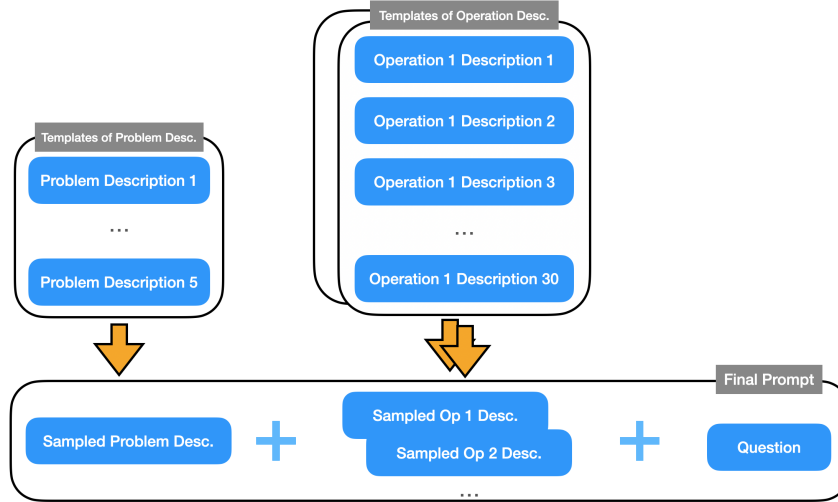 Templates of Operation Desc.
Operation 1 Description 1
Operation 1 Description 2
Operation 1 Description 3
...
Operation 1 Description 30
Templates of Problem Desc.
Problem Description 1
...
Problem Description 5
Final Prompt
Sampled Problem Desc.
+
Sampled Op 1 Desc.
Sampled Op 2 Desc.
...
+
Question